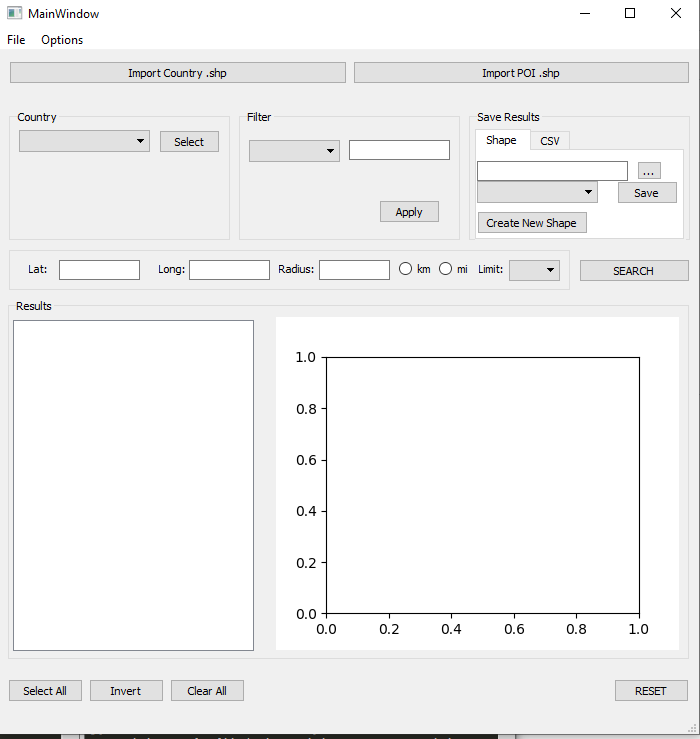 MainWindow
File Options
Import Country .shp Import POI .shp
Country Filter Save Results
Shape CSV
Select
...
Save
Apply
Create New Shape
Lat: Long: Radius: km mi Limit: SEARCH
Results
1.0
0.8
0.6
0.4
0.2
0.0
0.0 0.2 0.4 0.6 0.8 1.0
Select All Invert Clear All RESET